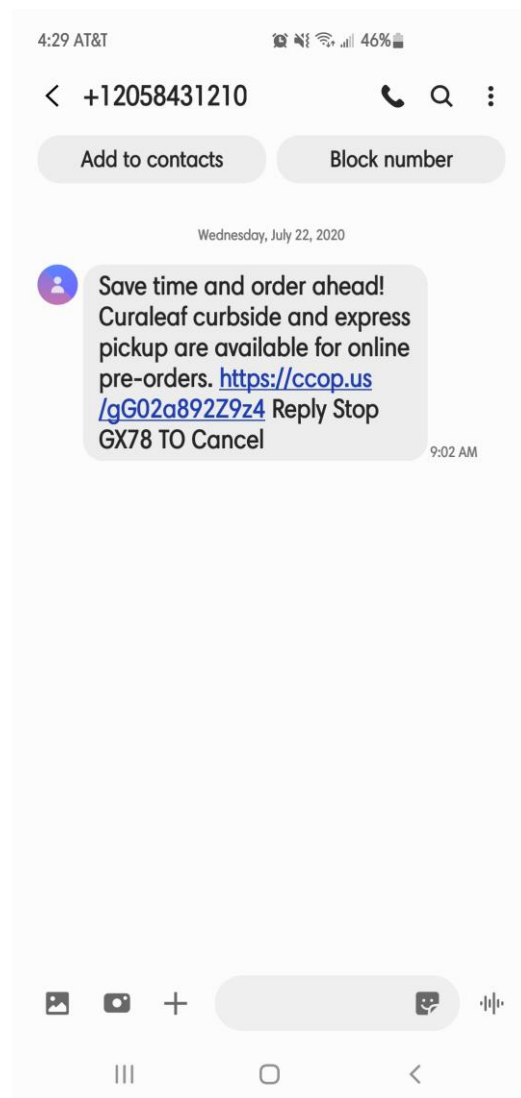 4:29 AT&T 46%
+12058431210
Add to contacts Block number
Wednesday, July 22, 2020
Save time and order ahead!
Curaleaf curbside and express
pickup are available for online
pre-orders. https://ccop.us
/gG02a892Z9z4 Reply Stop
GX78 TO Cancel
9:02 AM